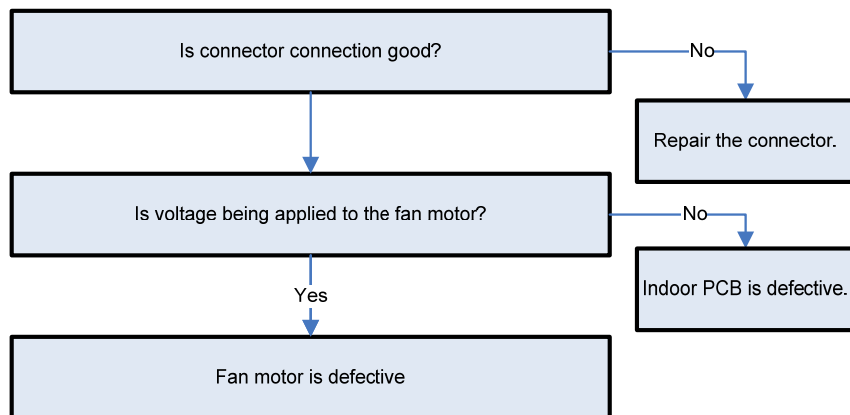 Is connector connection good?
No
Repair the connector.
Is voltage being applied to the fan motor?
No
Indoor PCB is defective.
Yes
Fan motor is defective